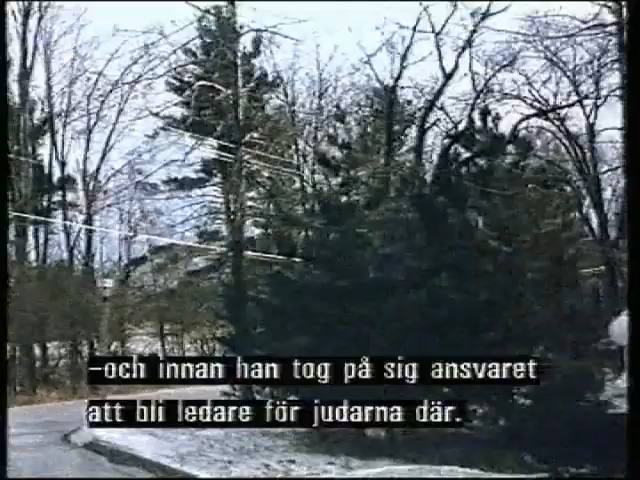 -och innan han tog på sig ansvaret
att bli ledare för judarna där.